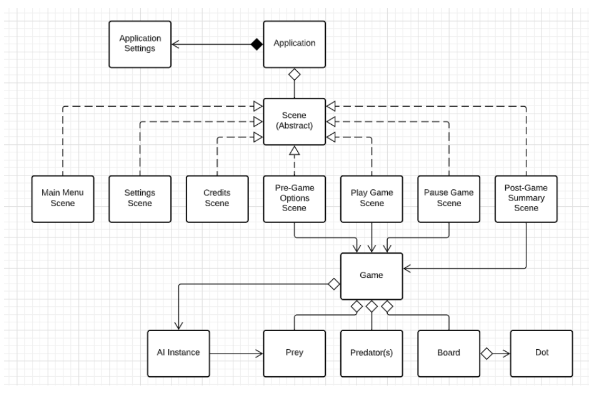 Application
Settings
Application
Scene
(Abstract)
Main Menu
Scene
Settings
Scene
Credits
Scene
Pre-Game
Options
Scene
Play Game
Scene
Pause Game
Scene
Post-Game
Summary
Scene
Game
AI Instance
Prey
Predator(s)
Board
Dot